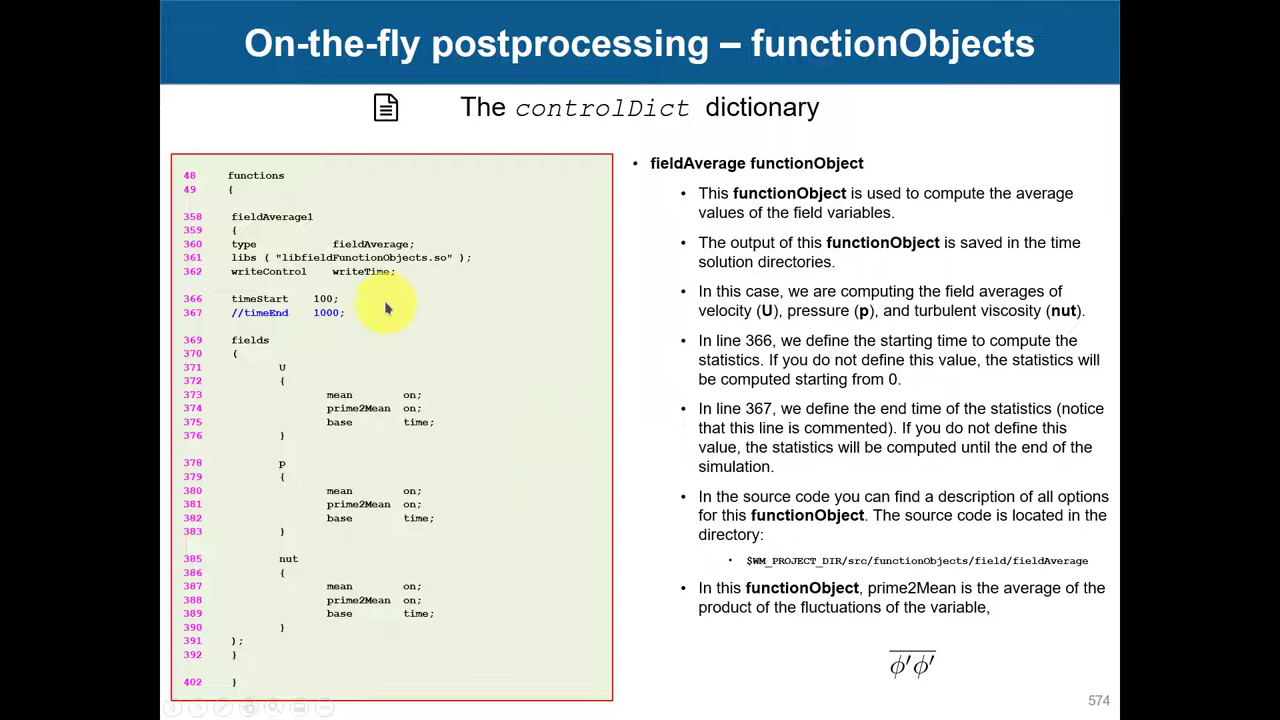 On-the-fly postprocessing – functionObjects
The controlDict dictionary
48 functions
49 {
358 fieldAverage1
359 {
360 type fieldAverage;
361 libs ( "libfieldFunctionObjects.so" );
362 writeControl writeTime;
366 timeStart 100;
367 //timeEnd 1000;
369 fields
370 (
371 U
372 {
373 mean on;
374 prime2Mean on;
375 base time;
376 }
378 p
379 {
380 mean on;
381 prime2Mean on;
382 base time;
383 }
385 nut
386 {
387 mean on;
388 prime2Mean on;
389 base time;
390 }
391 );
392 }
402 }
• fieldAverage functionObject
• This functionObject is used to compute the average
values of the field variables.
• The output of this functionObject is saved in the time
solution directories.
• In this case, we are computing the field averages of
velocity (U), pressure (p), and turbulent viscosity (nut).
• In line 366, we define the starting time to compute the
statistics. If you do not define this value, the statistics will
be computed starting from 0.
• In line 367, we define the end time of the statistics (notice
that this line is commented). If you do not define this
value, the statistics will be computed until the end of the
simulation.
• In the source code you can find a description of all options
for this functionObject. The source code is located in the
directory:
• $WM_PROJECT_DIR/src/functionObjects/field/fieldAverage
• In this functionObject, prime2Mean is the average of the
product of the fluctuations of the variable,
ϕ′ϕ′
574